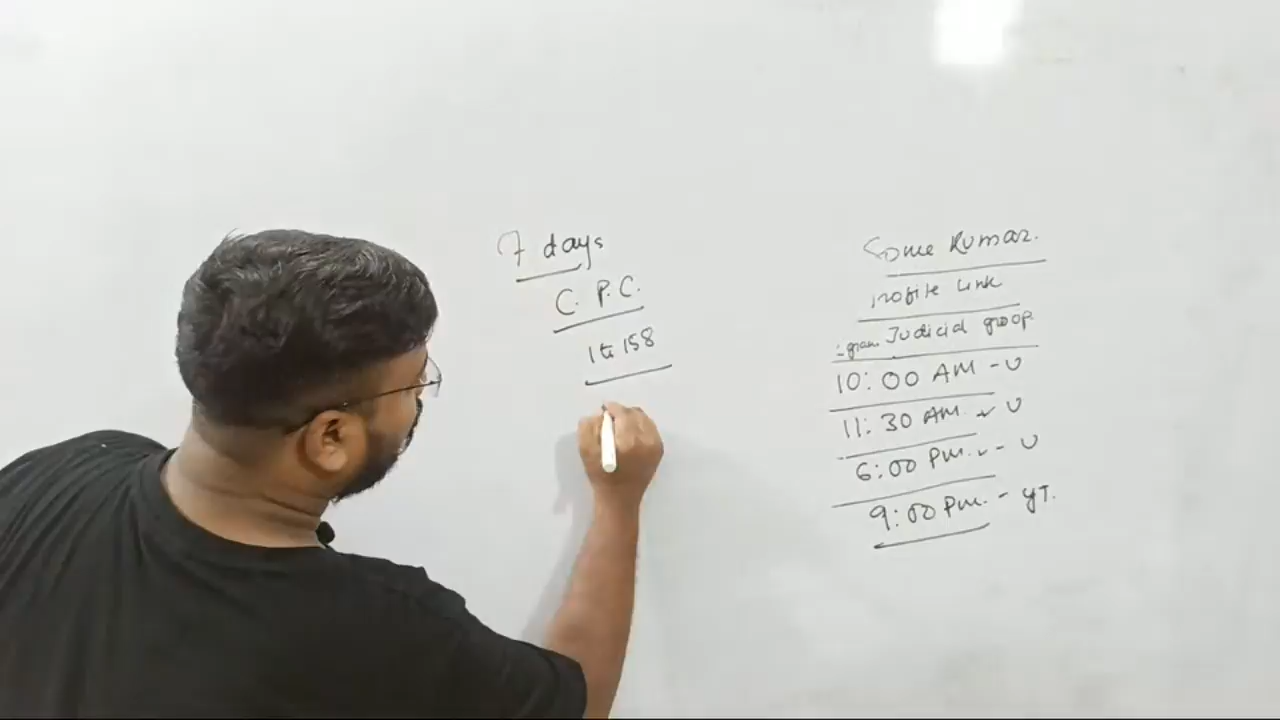 7 days
C. P. C.
1 to 158
Some Kumar.
Profile Link
-gram Judicial group
10:00 AM - U
11:30 AM - U
6:00 PM. - U
9:00 PM. - YT.